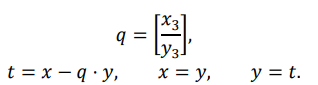 q = [x₃/y₃],
t = x − q · y, x = y, y = t.